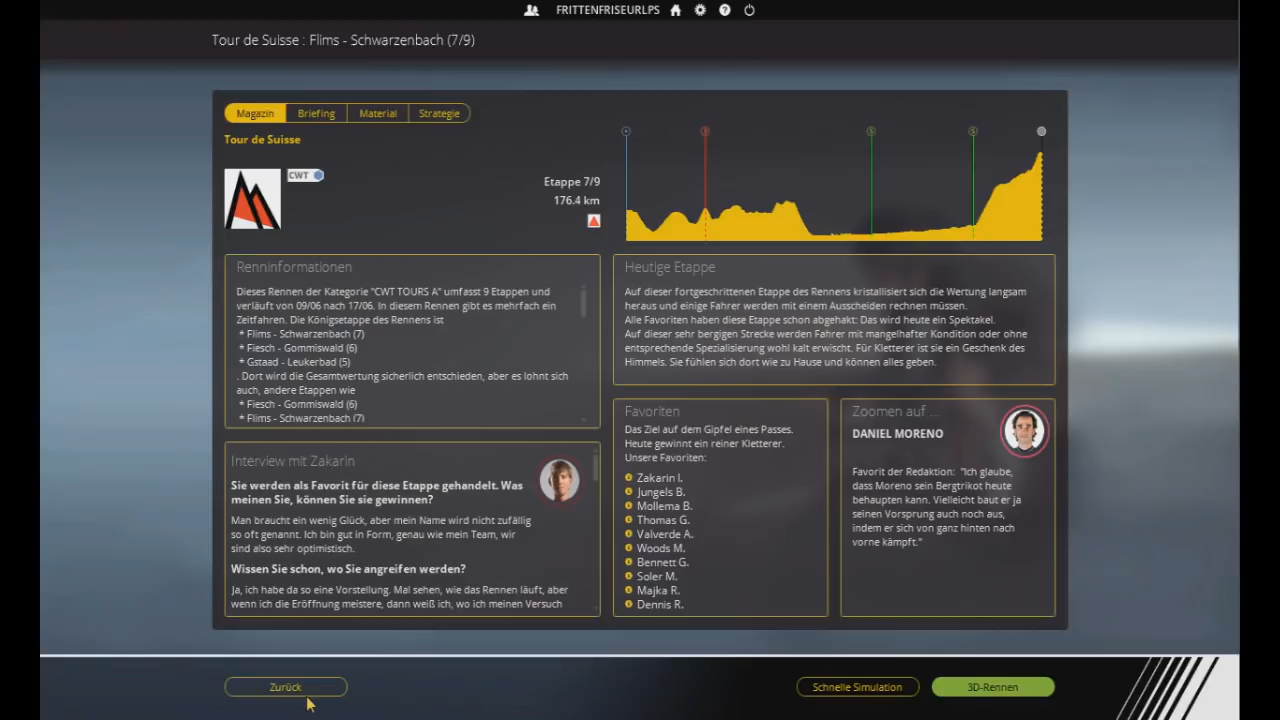 FRITTENFRISEURLPS
Tour de Suisse : Flims - Schwarzenbach (7/9)
Magazin
Briefing
Material
Strategie
Tour de Suisse
CWT
Etappe 7/9
176.4 km
Renninformationen
Dieses Rennen der Kategorie "CWT TOURS A" umfasst 9 Etappen und
verläuft von 09/06 nach 17/06. In diesem Rennen gibt es mehrfach ein
Zeitfahren. Die Königsetappe des Rennens ist
* Flims - Schwarzenbach (7)
* Fiesch - Gommiswald (6)
* Gstaad - Leukerbad (5)
. Dort wird die Gesamtwertung sicherlich entschieden, aber es lohnt sich
auch, andere Etappen wie
* Fiesch - Gommiswald (6)
* Flims - Schwarzenbach (7)
Heutige Etappe
Auf dieser fortgeschrittenen Etappe des Rennens kristallisiert sich die Wertung langsam
heraus und einige Fahrer werden mit einem Ausscheiden rechnen müssen.
Alle Favoriten haben diese Etappe schon abgehakt: Das wird heute ein Spektakel.
Auf dieser sehr bergigen Strecke werden Fahrer mit mangelhafter Kondition oder ohne
entsprechende Spezialisierung wohl kalt erwischt. Für Kletterer ist sie ein Geschenk des
Himmels. Sie fühlen sich dort wie zu Hause und können alles geben.
Interview mit Zakarin
Sie werden als Favorit für diese Etappe gehandelt. Was
meinen Sie, können Sie sie gewinnen?
Man braucht ein wenig Glück, aber mein Name wird nicht zufällig
so oft genannt. Ich bin gut in Form, genau wie mein Team, wir
sind also sehr optimistisch.
Wissen Sie schon, wo Sie angreifen werden?
Ja, ich habe da so eine Vorstellung. Mal sehen, wie das Rennen läuft, aber
wenn ich die Eröffnung meistere, dann weiß ich, wo ich meinen Versuch
Favoriten
Das Ziel auf dem Gipfel eines Passes.
Heute gewinnt ein reiner Kletterer.
Unsere Favoriten:
Zakarin I.
Jungels B.
Mollema B.
Thomas G.
Valverde A.
Woods M.
Bennett G.
Soler M.
Majka R.
Dennis R.
Zoomen auf ...
DANIEL MORENO
Favorit der Redaktion: "Ich glaube,
dass Moreno sein Bergtrikot heute
behaupten kann. Vielleicht baut er ja
seinen Vorsprung auch noch aus,
indem er sich von ganz hinten nach
vorne kämpft."
Zurück
Schnelle Simulation
3D-Rennen